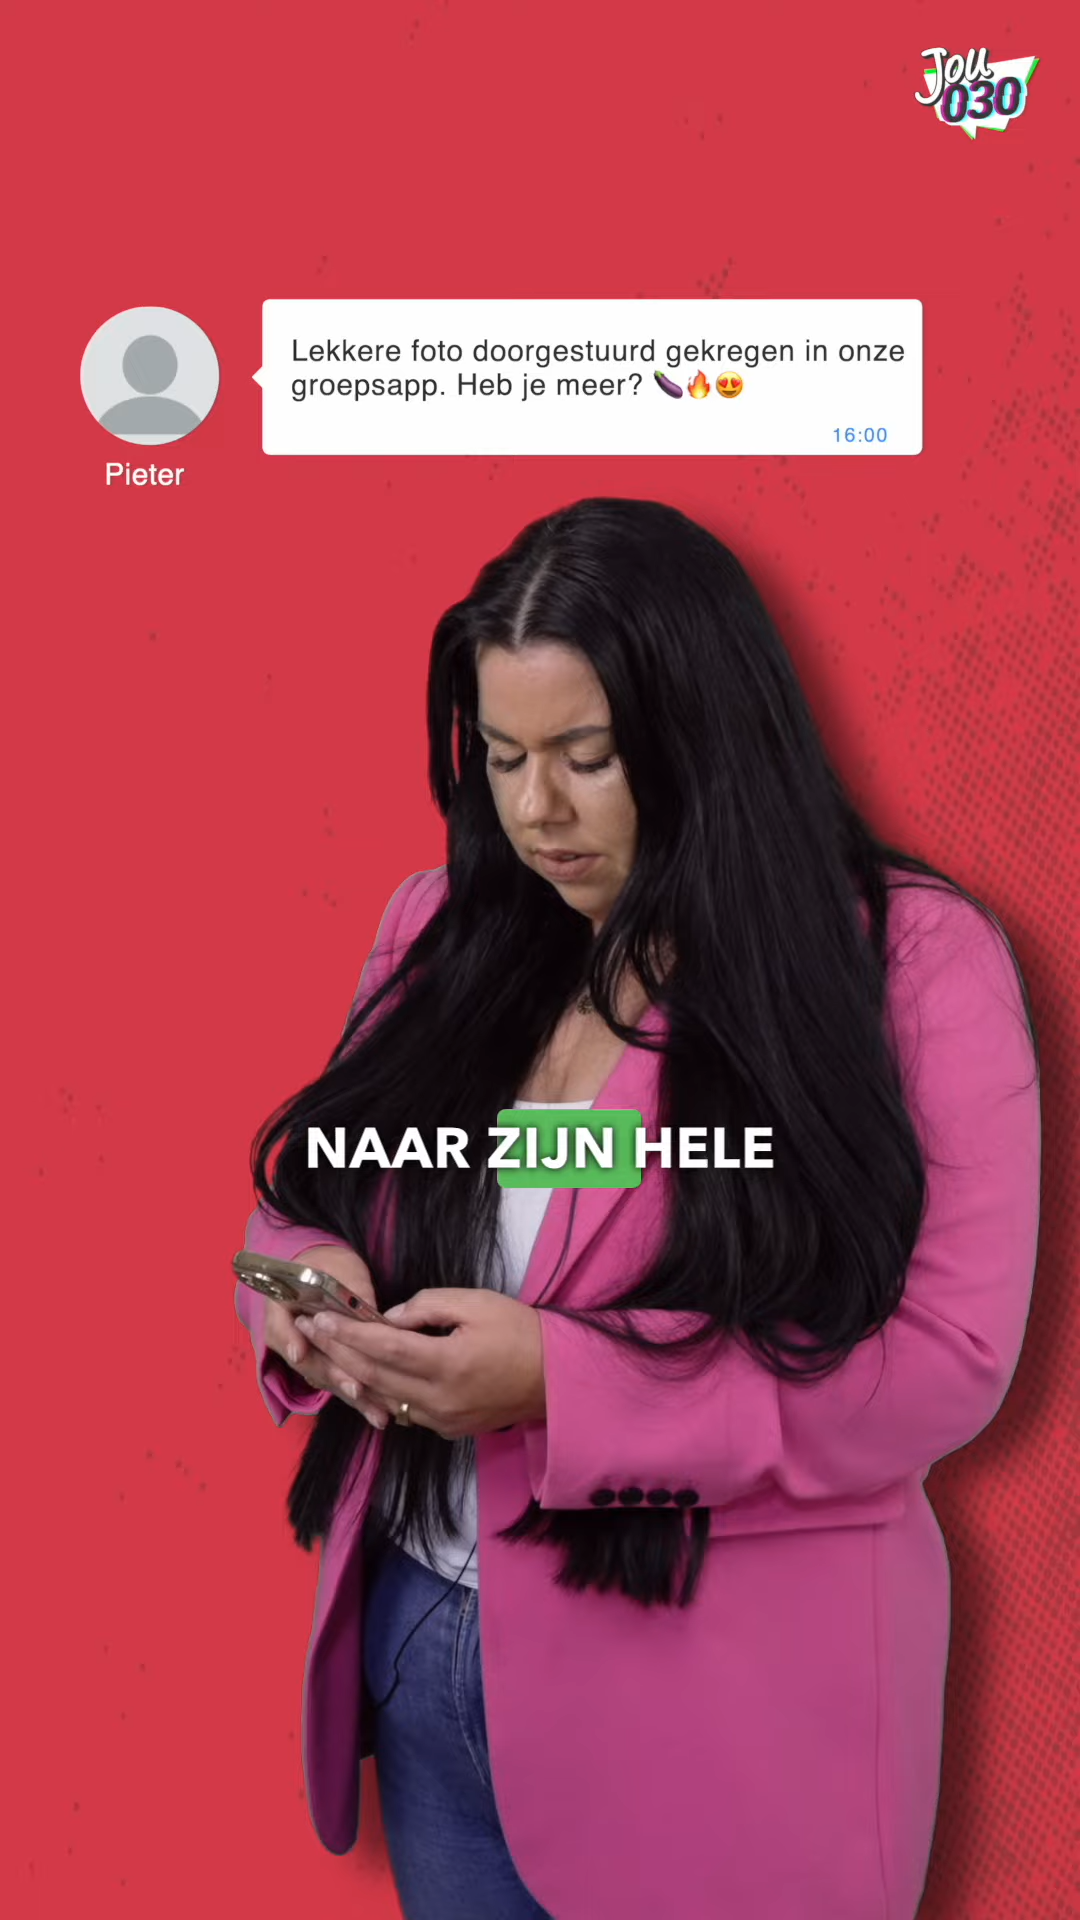 Jou
030
Lekkere foto doorgestuurd gekregen in onze
groepsapp. Heb je meer? 🍆🔥😍
16:00
Pieter
NAAR ZIJN HELE